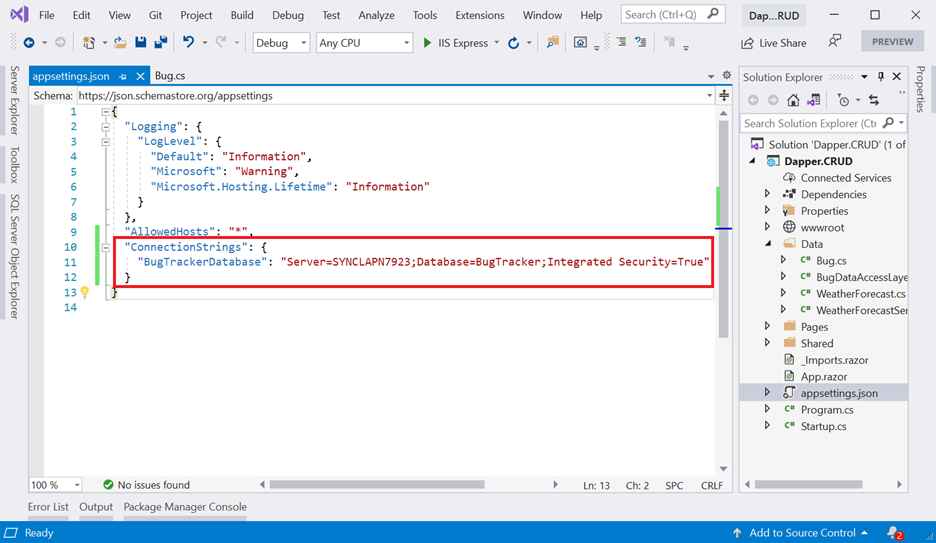 File Edit View Git Project Build Debug Test Analyze Tools Extensions Window Help Search (Ctrl+Q) Dap...RUD
Debug Any CPU IIS Express Live Share PREVIEW
Server Explorer
Toolbox
SQL Server Object Explorer
appsettings.json Bug.cs
Schema: https://json.schemastore.org/appsettings
1 {
2 "Logging": {
3 "LogLevel": {
4 "Default": "Information",
5 "Microsoft": "Warning",
6 "Microsoft.Hosting.Lifetime": "Information"
7 }
8 },
9 "AllowedHosts": "*",
10 "ConnectionStrings": {
11 "BugTrackerDatabase": "Server=SYNCLAPN7923;Database=BugTracker;Integrated Security=True"
12 }
13 }
14
100 % No issues found Ln: 13 Ch: 2 SPC CRLF
Solution Explorer
Search Solution Explorer (Ctr
Solution 'Dapper.CRUD' (1 of
Dapper.CRUD
Connected Services
Dependencies
Properties
wwwroot
Data
Bug.cs
BugDataAccessLaye
WeatherForecast.cs
WeatherForecastSer
Pages
Shared
_Imports.razor
App.razor
appsettings.json
Program.cs
Startup.cs
Properties
Error List Output Package Manager Console
Ready Add to Source Control 2